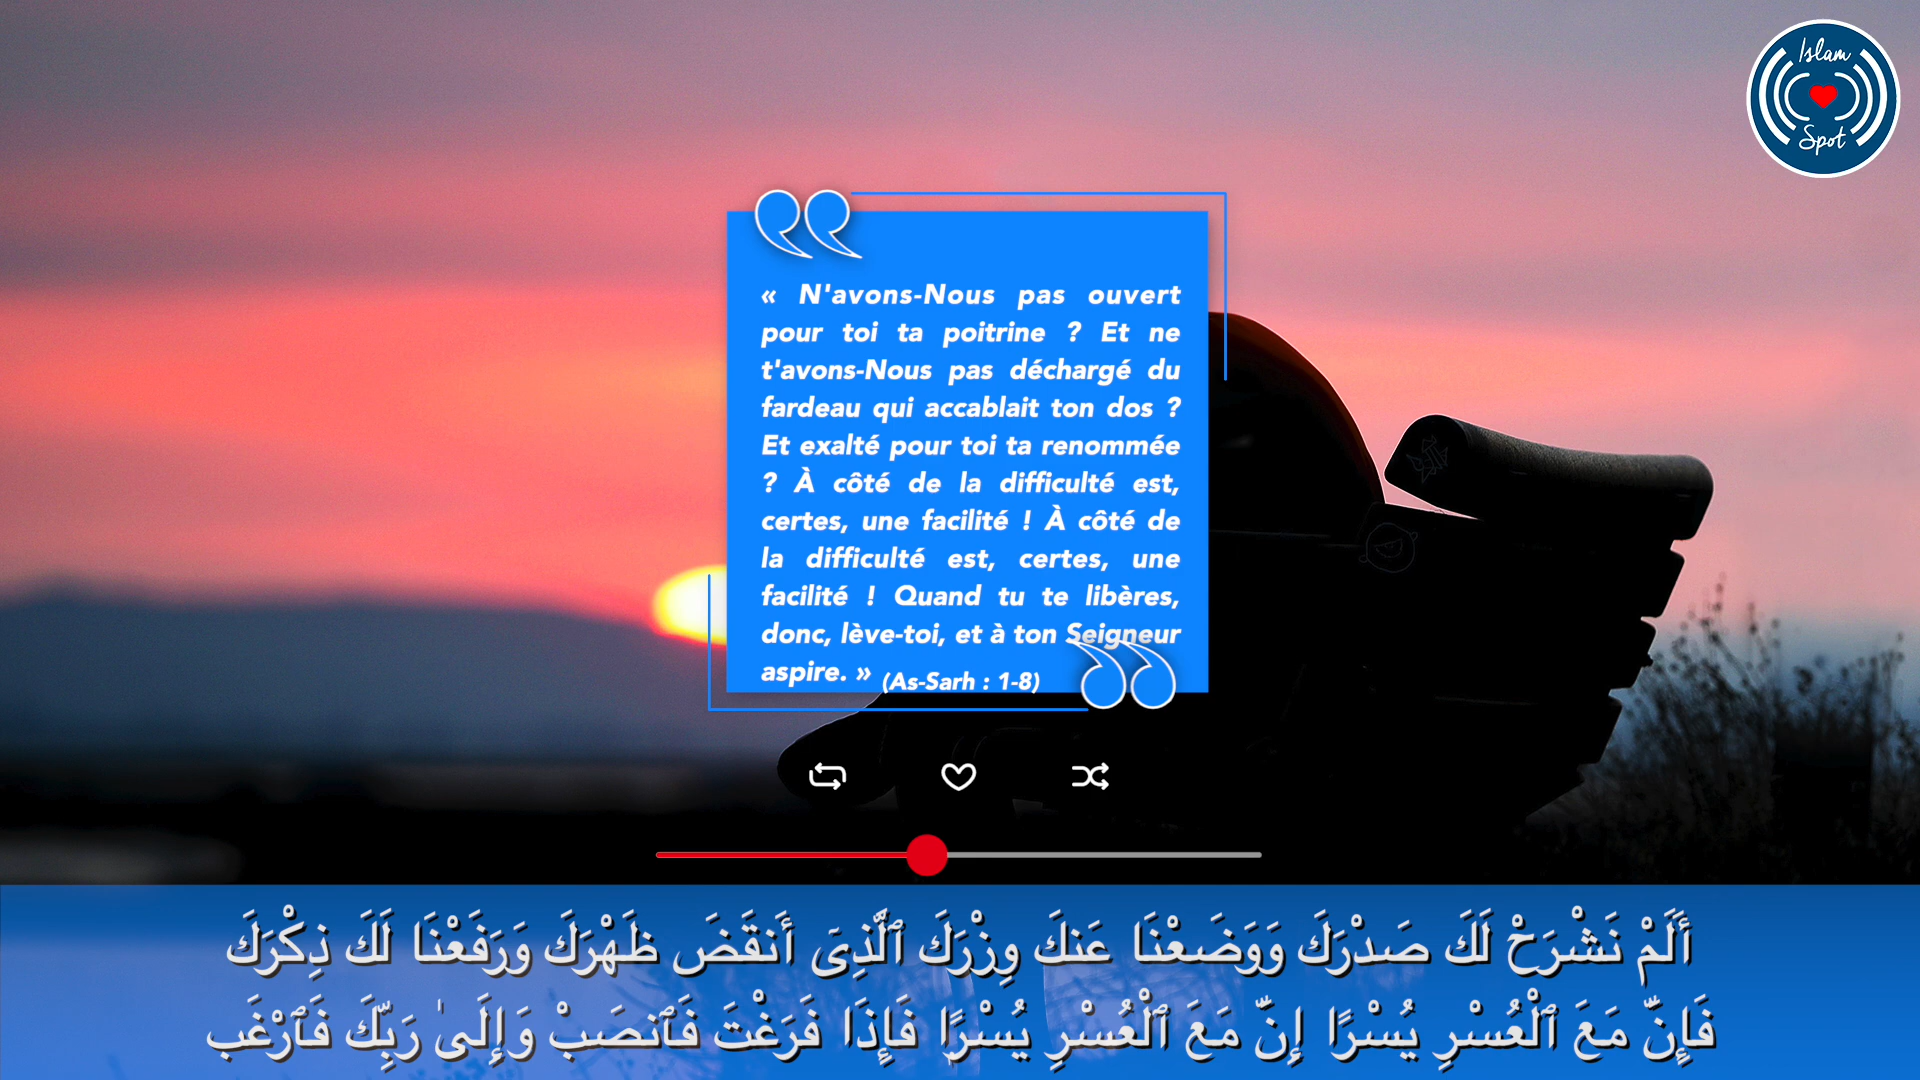 Islam
Spot
« N'avons-Nous pas ouvert
pour toi ta poitrine ? Et ne
t'avons-Nous pas déchargé du
fardeau qui accablait ton dos ?
Et exalté pour toi ta renommée
? À côté de la difficulté est,
certes, une facilité ! À côté de
la difficulté est, certes, une
facilité ! Quand tu te libères,
donc, lève-toi, et à ton Seigneur
aspire. » (As-Sarh : 1-8)
أَلَمْ نَشْرَحْ لَكَ صَدْرَكَ وَوَضَعْنَا عَنكَ وِزْرَكَ ٱلَّذِىٓ أَنقَضَ ظَهْرَكَ وَرَفَعْنَا لَكَ ذِكْرَكَ
فَإِنَّ مَعَ ٱلْعُسْرِ يُسْرًا إِنَّ مَعَ ٱلْعُسْرِ يُسْرًا فَإِذَا فَرَغْتَ فَٱنصَبْ وَإِلَىٰ رَبِّكَ فَٱرْغَب